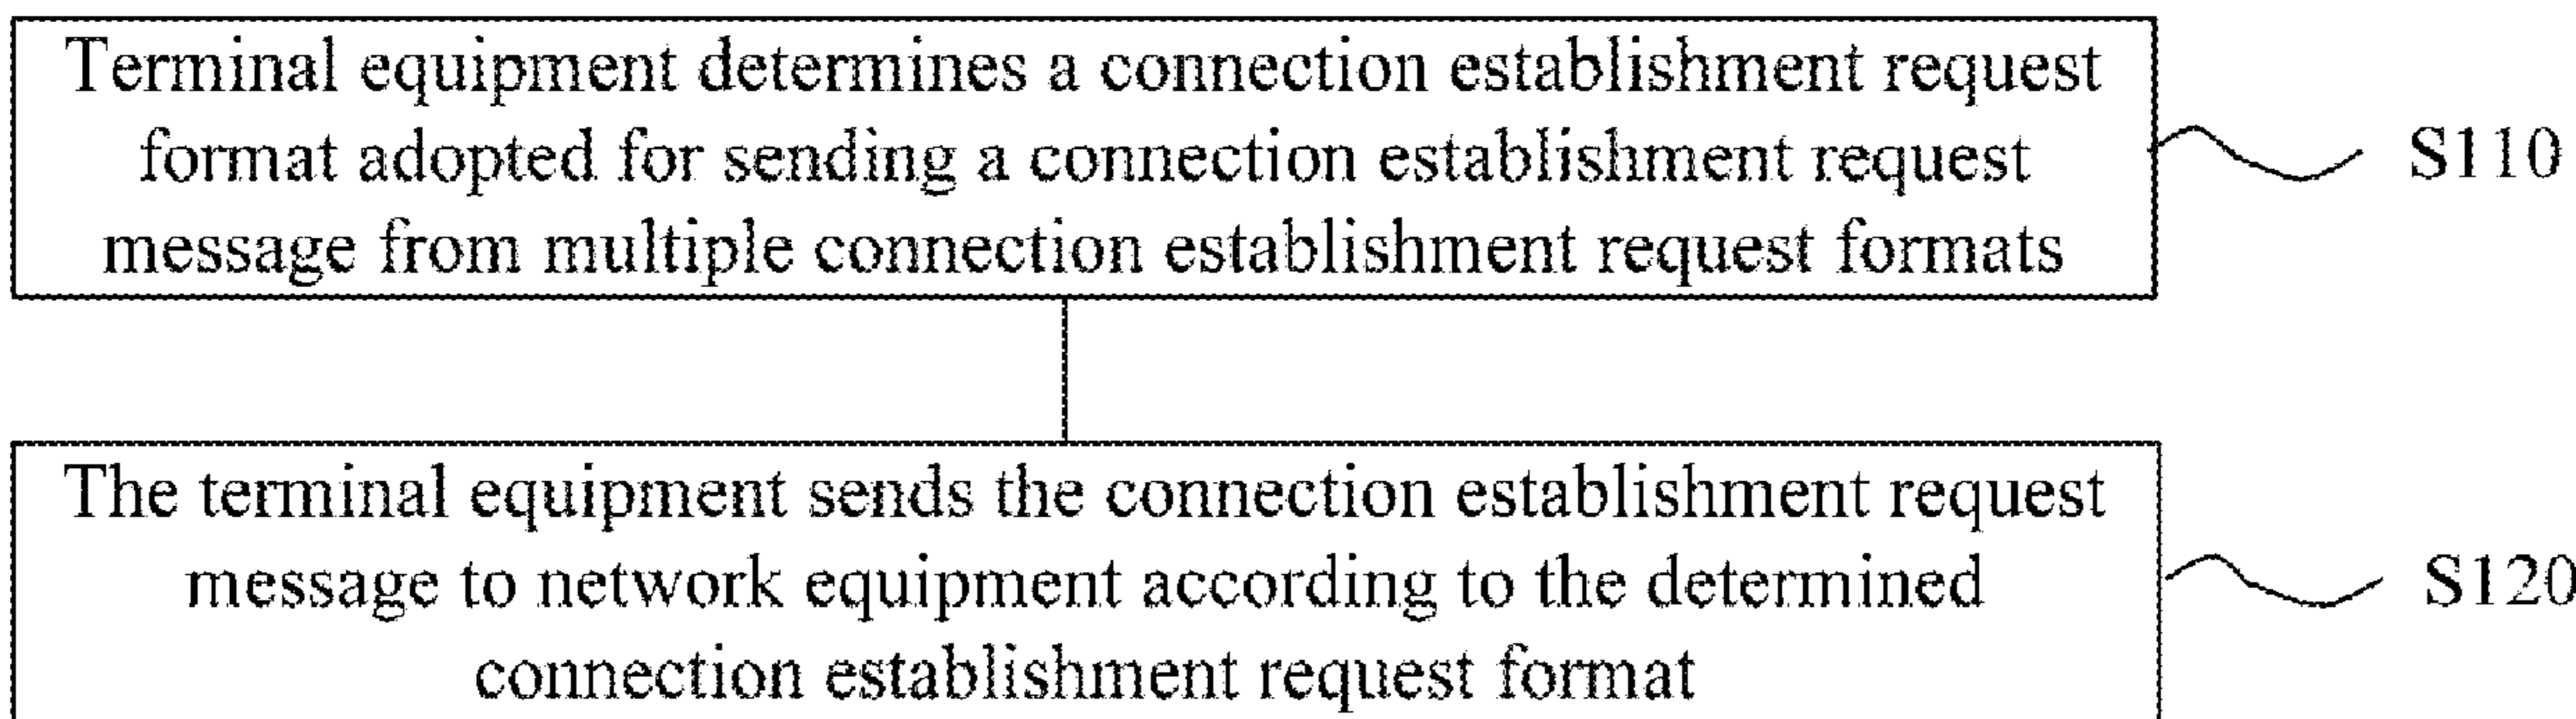 Terminal equipment determines a connection establishment request
format adopted for sending a connection establishment request
message from multiple connection establishment request formats
S110
The terminal equipment sends the connection establishment request
message to network equipment according to the determined
connection establishment request format
S120